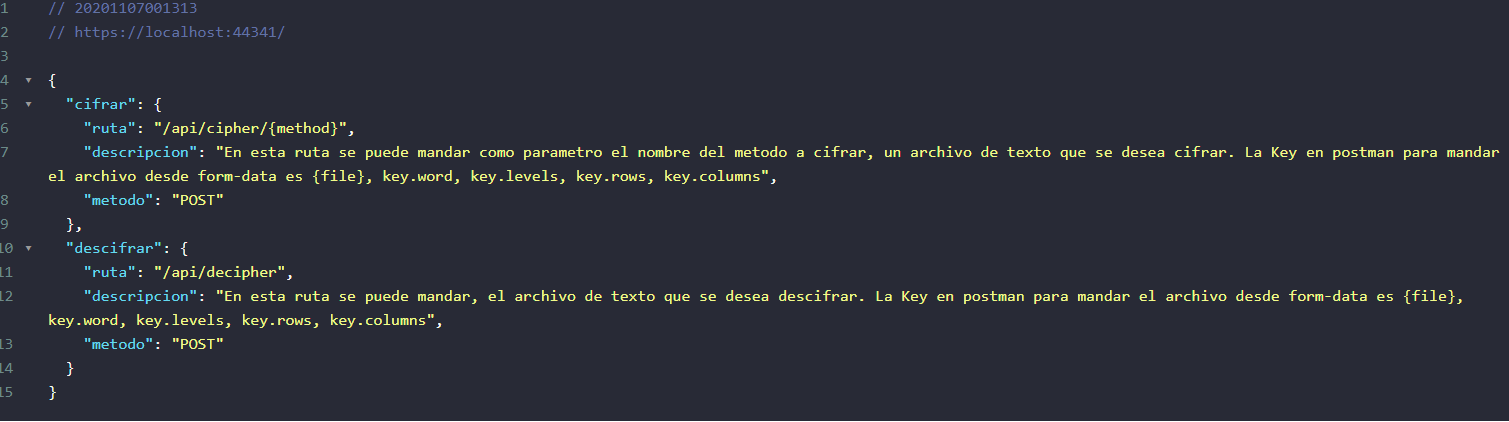 1 // 20201107001313
2 // https://localhost:44341/
3
4 {
5 "cifrar": {
6 "ruta": "/api/cipher/{method}",
7 "descripcion": "En esta ruta se puede mandar como parametro el nombre del metodo a cifrar, un archivo de texto que se desea cifrar. La Key en postman para mandar
el archivo desde form-data es {file}, key.word, key.levels, key.rows, key.columns",
8 "metodo": "POST"
9 },
10 "descifrar": {
11 "ruta": "/api/decipher",
12 "descripcion": "En esta ruta se puede mandar, el archivo de texto que se desea descifrar. La Key en postman para mandar el archivo desde form-data es {file},
key.word, key.levels, key.rows, key.columns",
13 "metodo": "POST"
14 }
15 }